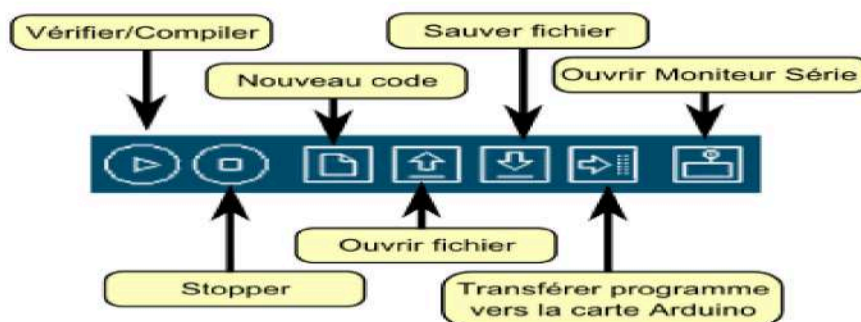 Vérifier/Compiler
Sauver fichier
Nouveau code
Ouvrir Moniteur Série
Ouvrir fichier
Stopper
Transférer programme
vers la carte Arduino